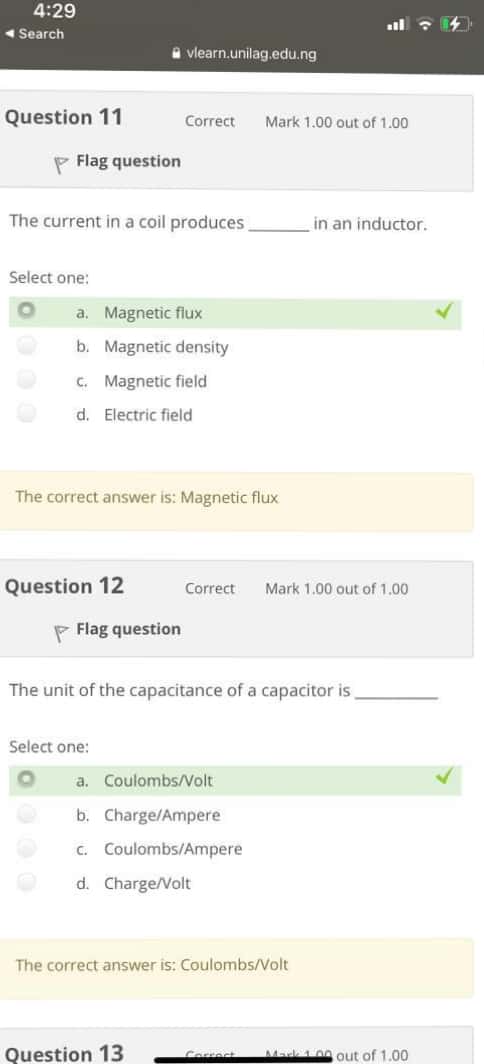 4:29
Search
vlearn.unilag.edu.ng
Question 11 Correct Mark 1.00 out of 1.00
Flag question
The current in a coil produces ______ in an inductor.
Select one:
a. Magnetic flux
b. Magnetic density
c. Magnetic field
d. Electric field
The correct answer is: Magnetic flux
Question 12 Correct Mark 1.00 out of 1.00
Flag question
The unit of the capacitance of a capacitor is ________
Select one:
a. Coulombs/Volt
b. Charge/Ampere
c. Coulombs/Ampere
d. Charge/Volt
The correct answer is: Coulombs/Volt
Question 13 Correct Mark 1.00 out of 1.00